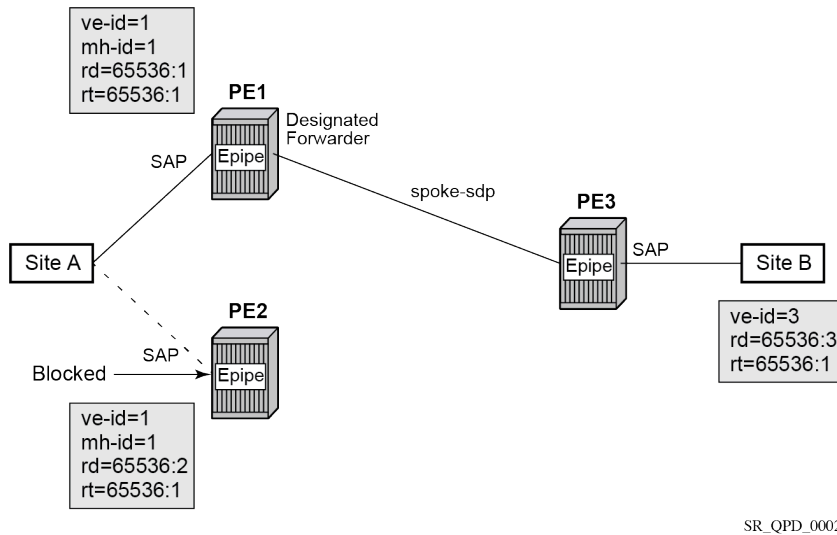 ve-id=1
mh-id=1
rd=65536:1
rt=65536:1
PE1
Designated
Forwarder
Epipe
SAP
spoke-sdp
PE3
Site A
Epipe
SAP
Site B
PE2
SAP
Blocked
Epipe
ve-id=3
rd=65536:3
rt=65536:1
ve-id=1
mh-id=1
rd=65536:2
rt=65536:1
SR_QPD_0002